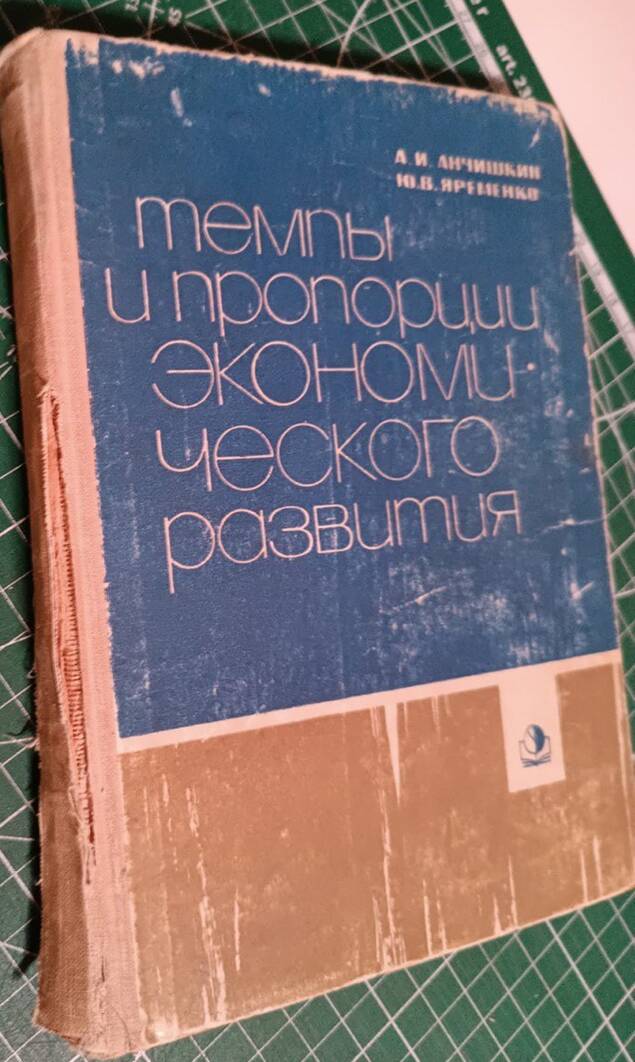 А. И. АНЧИШКИН
Ю. В. ЯРЕМЕНКО
темпы
и пропорции
экономи-
ческого
развития